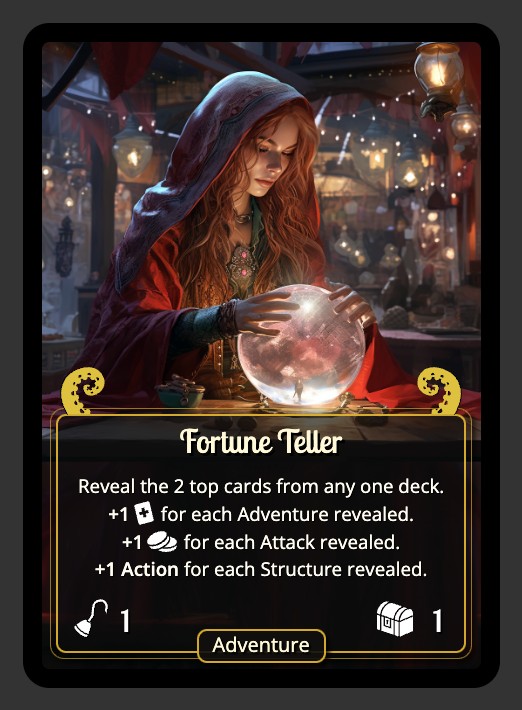 Fortune Teller
Reveal the 2 top cards from any one deck.
+1 for each Adventure revealed.
+1 for each Attack revealed.
+1 Action for each Structure revealed.
1 1
Adventure